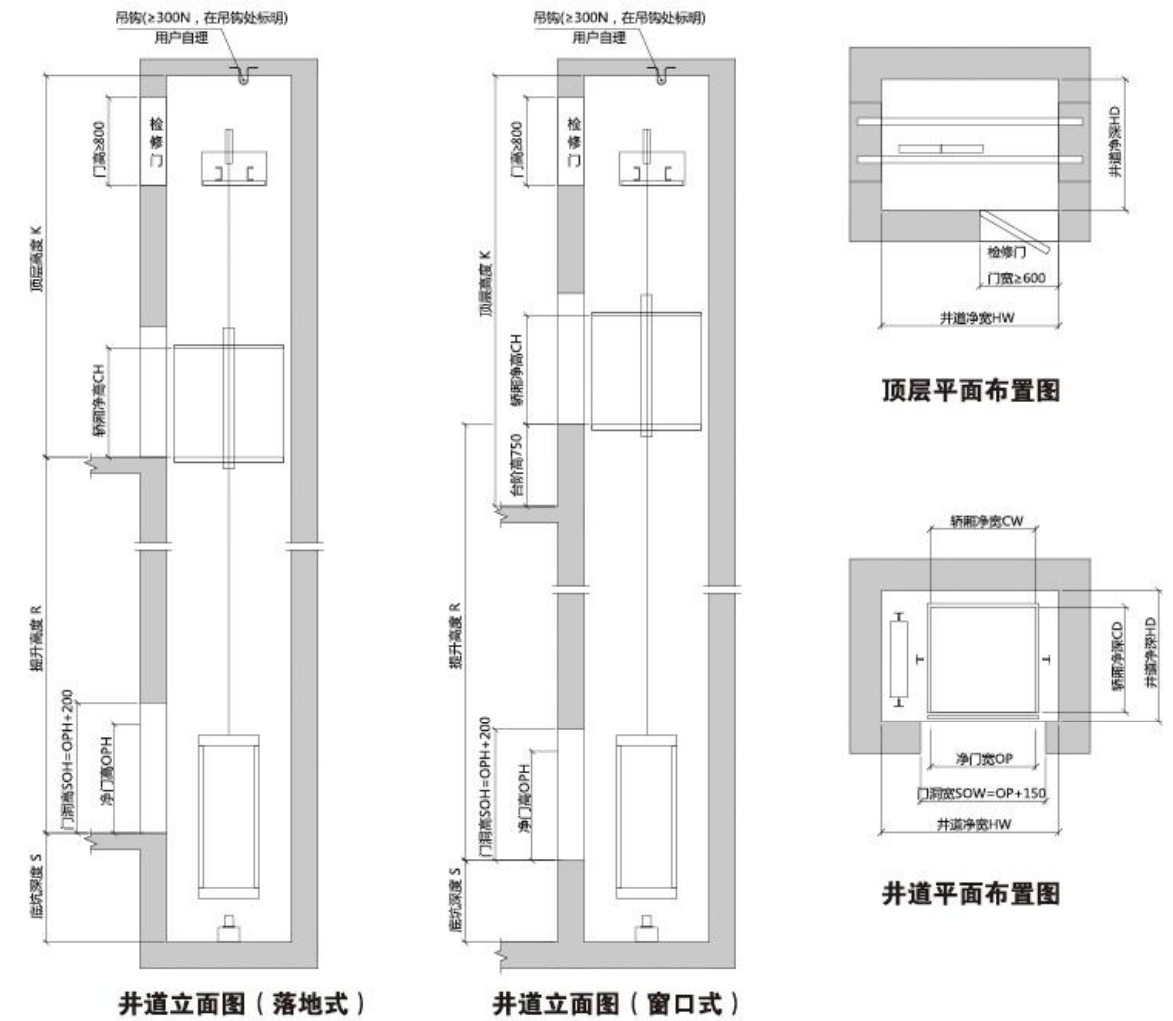 吊钩(≥300N，在吊钩处标明)
用户自理
检修门
门高≥800
顶层高度 K
轿厢净高CH
提升高度 R
门洞高SOH=OPH+200
净门高OPH
底坑深度 S
井道立面图（落地式）
吊钩(≥300N，在吊钩处标明)
用户自理
检修门
门高≥800
顶层高度 K
轿厢净高CH
台阶高750
提升高度 R
门洞高SOH=OPH+200
净门高OPH
底坑深度 S
井道立面图（窗口式）
井道净深HD
检修门
门宽≥600
井道净宽HW
顶层平面布置图
轿厢净宽CW
轿厢净深CD
井道净深HD
净门宽OP
门洞宽SOW=OP+150
井道净宽HW
井道平面布置图